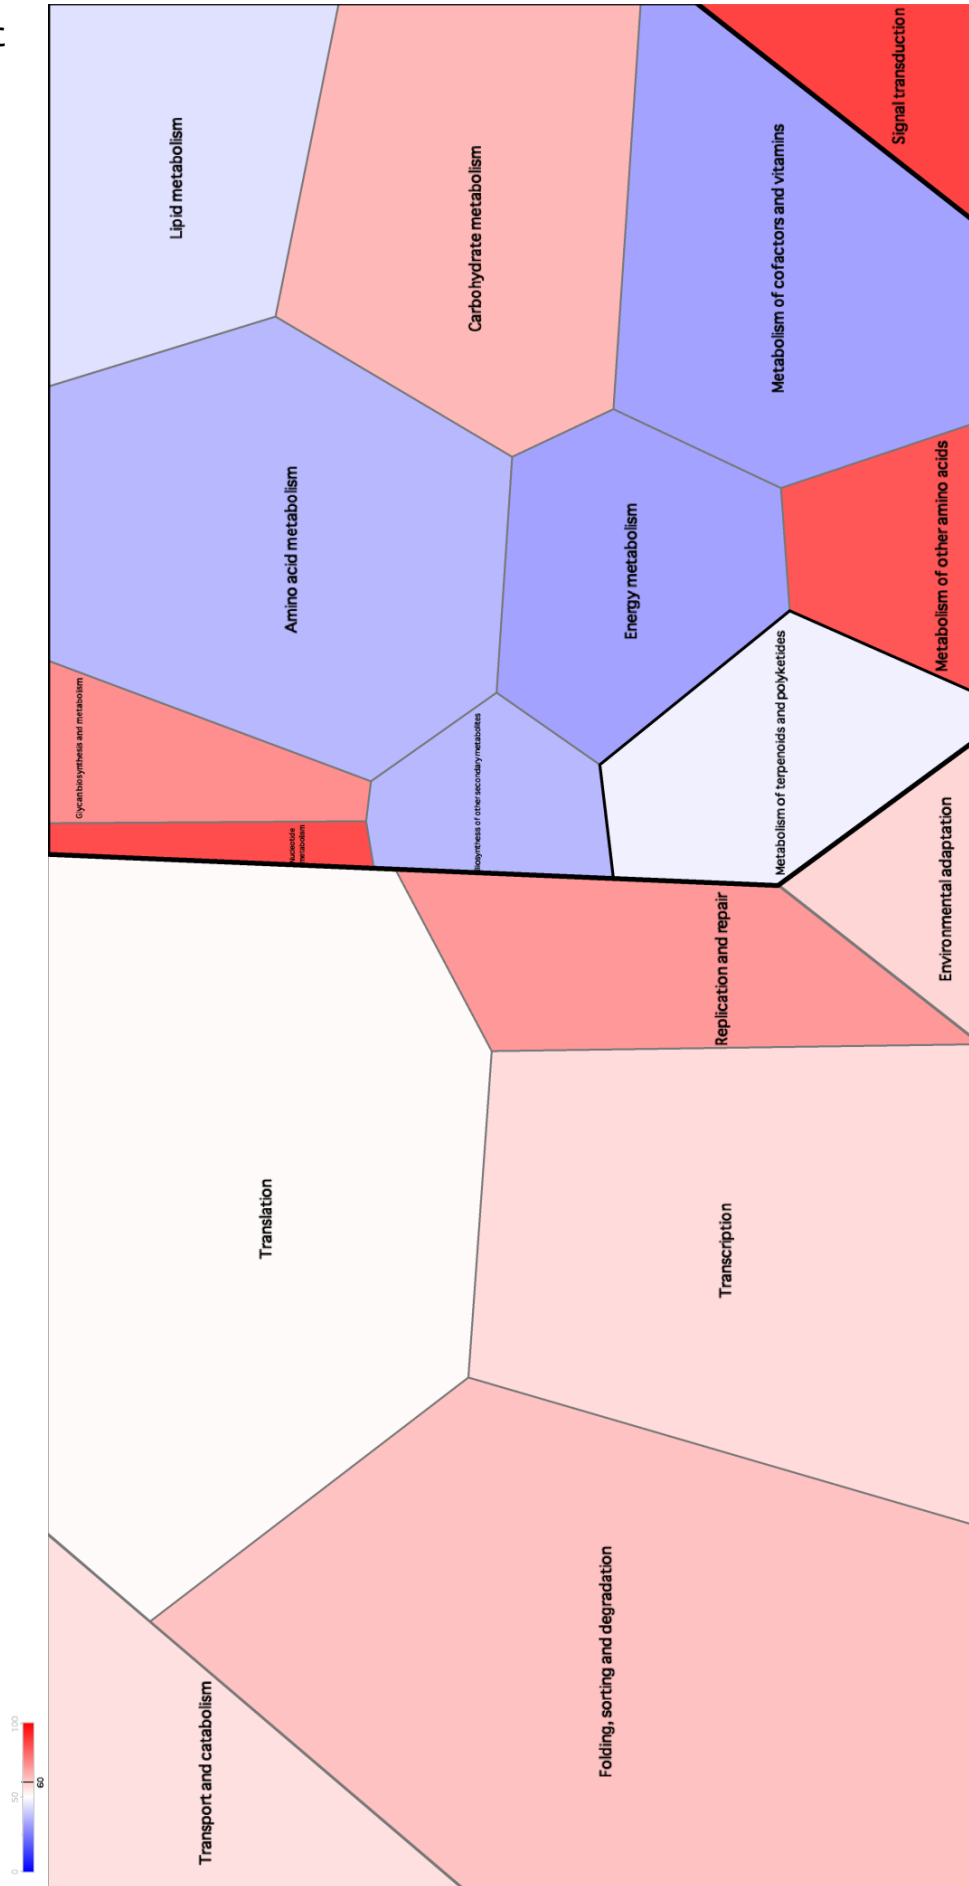 Lipid metabolism
Carbohydrate metabolism
Metabolism of cofactors and vitamins
Signal transduction
Amino acid metabolism
Energy metabolism
Metabolism of other amino acids
Glycan biosynthesis and metabolism
Nucleotide
metabolism
Biosynthesis of other secondary metabolites
Metabolism of terpenoids and polyketides
Environmental adaptation
Replication and repair
Translation
Transcription
Folding, sorting and degradation
Transport and catabolism
0
50
60
100